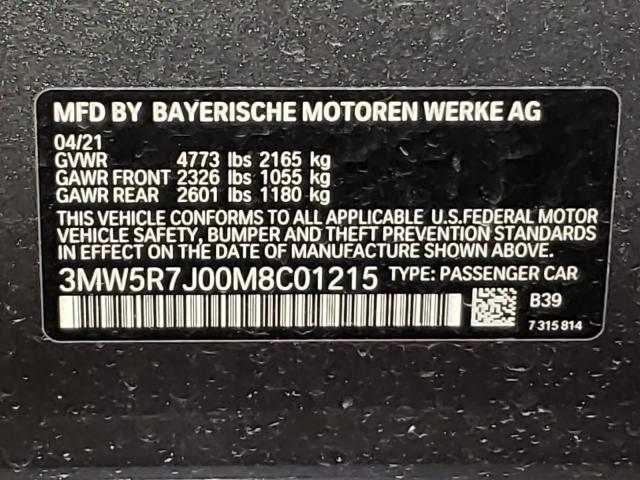 MFD BY BAYERISCHE MOTOREN WERKE AG
04/21
GVWR 4773 lbs 2165 kg
GAWR FRONT 2326 lbs 1055 kg
GAWR REAR 2601 lbs 1180 kg
THIS VEHICLE CONFORMS TO ALL APPLICABLE U.S.FEDERAL MOTOR
VEHICLE SAFETY, BUMPER AND THEFT PREVENTION STANDARDS
IN EFFECT ON THE DATE OF MANUFACTURE SHOWN ABOVE.
3MW5R7J00M8C01215 TYPE: PASSENGER CAR
B39
7 315 814